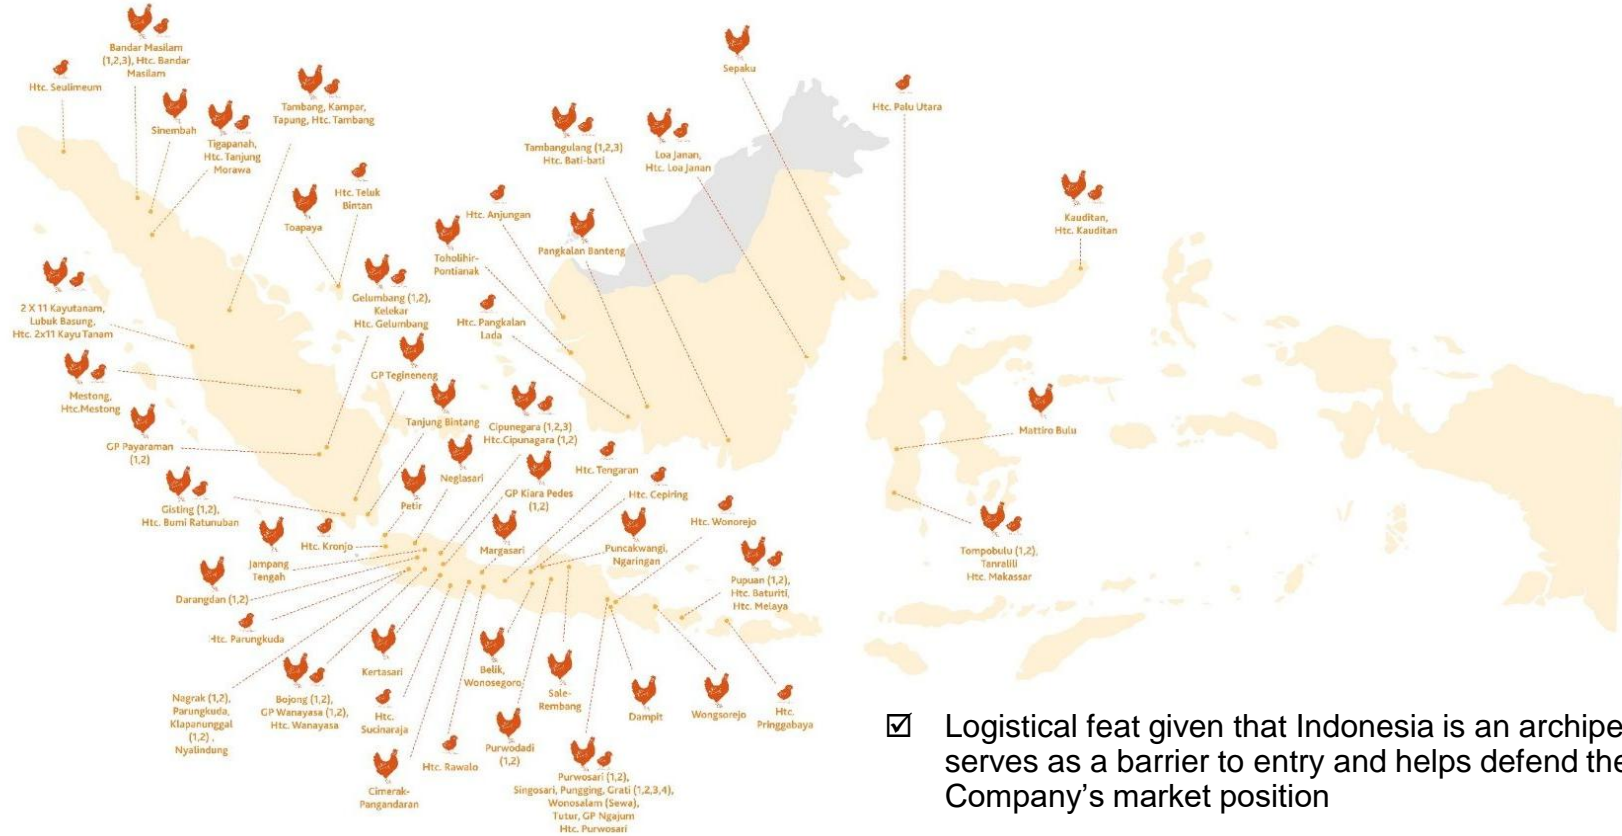 Bandar Masilam
(1,2,3), Htc. Bandar
Masilam
Htc. Seulimeum
Sinembah
Tigapanah,
Htc. Tanjung
Morawa
Tambang, Kampar,
Tapung, Htc. Tambang
Toapaya
Htc. Teluk
Bintan
Sepaku
Htc. Palu Utara
Tambangulang (1,2,3)
Htc. Bati-bati
Loa Janan,
Htc. Loa Janan
Htc. Anjungan
Toholihir-
Pontianak
Pangkalan Banteng
Kauditan,
Htc. Kauditan
2 X 11 Kayutanam,
Lubuk Basung,
Htc. 2x11 Kayu Tanam
Gelumbang (1,2),
Kelekar
Htc. Gelumbang
Htc. Pangkalan
Lada
GP Tegineneng
Mestong,
Htc.Mestong
GP Payaraman
(1,2)
Tanjung Bintang
Cipunegara (1,2,3)
Htc.Cipunagara (1,2)
Mattiro Bulu
Neglasari
Petir
GP Kiara Pedes
(1,2)
Htc. Tengaran
Htc. Cepiring
Gisting (1,2),
Htc. Bumi Ratunuban
Htc. Kronjo
Jampang
Tengah
Margasari
Puncakwangi,
Ngaringan
Htc. Wonorejo
Pupuan (1,2),
Htc. Baturiti,
Htc. Melaya
Tompobulu (1,2),
Tanralili
Htc. Makassar
Darangdan (1,2)
Htc. Parungkuda
Nagrak (1,2),
Parungkuda,
Klapanunggal
(1,2) ,
Nyalindung
Bojong (1,2),
GP Wanayasa (1,2),
Htc. Wanayasa
Kertasari
Htc.
Sucinaraja
Cimerak-
Pangandaran
Htc. Rawalo
Belik,
Wonosegoro
Purwodadi
(1,2)
Sale-
Rembang
Purwosari (1,2),
Singosari, Pungging, Grati (1,2,3,4),
Wonosalam (Sewa),
Tutur, GP Ngajum
Htc. Purwosari
Dampit
Wongsorejo
Htc.
Pringgabaya
☑ Logistical feat given that Indonesia is an archipe
serves as a barrier to entry and helps defend the
Company's market position